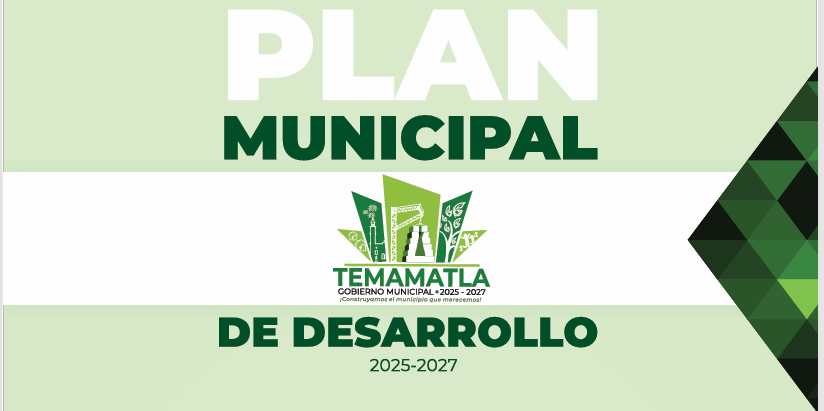 PLAN
MUNICIPAL
TEMAMATLA
GOBIERNO MUNICIPAL • 2025 - 2027
¡Construyamos el municipio que merecemos!
DE DESARROLLO
2025-2027